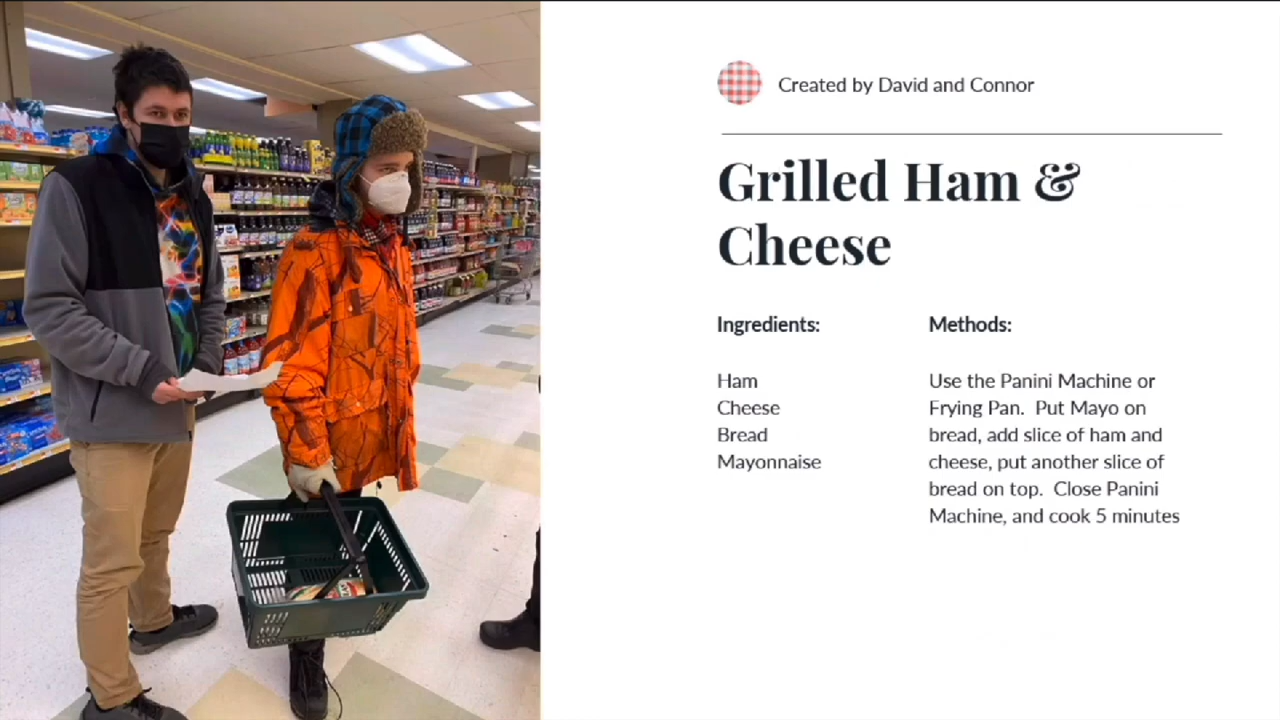 Created by David and Connor
Grilled Ham &
Cheese
Ingredients:
Ham
Cheese
Bread
Mayonnaise
Methods:
Use the Panini Machine or
Frying Pan.  Put Mayo on
bread, add slice of ham and
cheese, put another slice of
bread on top.  Close Panini
Machine, and cook 5 minutes